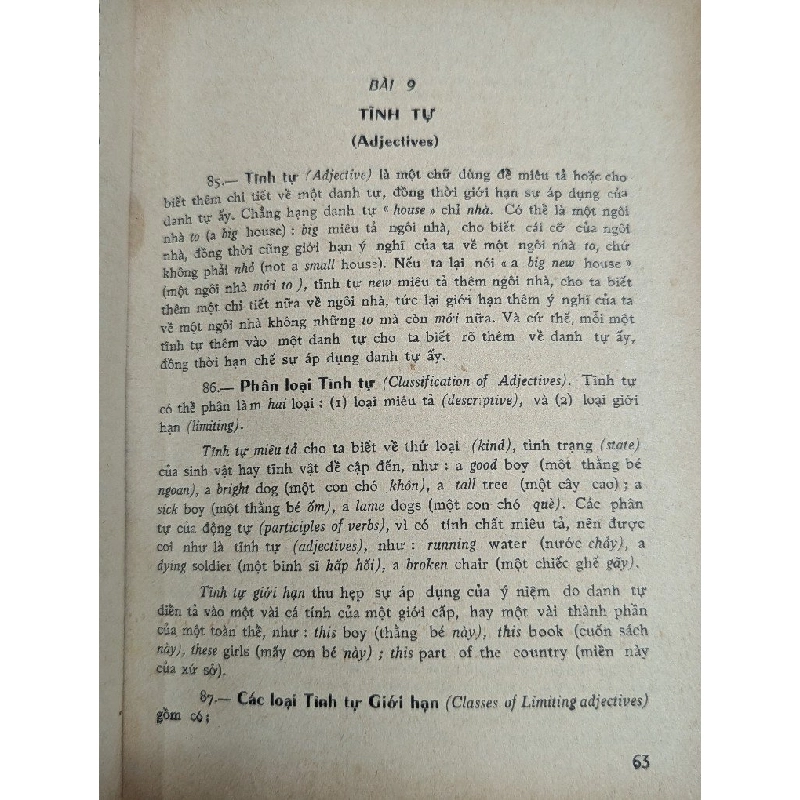 BÀI 9
TĨNH TỰ
(Adjectives)
85.— Tĩnh tự (Adjective) là một chữ dùng để miêu tả hoặc cho
biết thêm chi tiết về một danh tự, đồng thời giới hạn sự áp dụng của
danh tự ấy. Chẳng hạng danh tự « house » chỉ nhà. Có thể là một ngôi
nhà to (a big house) : big miêu tả ngôi nhà, cho biết cái cỡ của ngôi
nhà, đồng thời cũng giới hạn ý nghĩ của ta về một ngôi nhà to, chứ
không phải nhỏ (not a small house). Nếu ta lại nói « a big new house »
(một ngôi nhà mới to), tĩnh tự new miêu tả thêm ngôi nhà, cho ta biết
thêm một chi tiết nữa về ngôi nhà, tức lại giới hạn thêm ý nghĩ của ta
về một ngôi nhà không những to mà còn mới nữa. Và cứ thế, mỗi một
tĩnh tự thêm vào một danh tự cho ta biết rõ thêm về danh tự ấy,
đồng thời hạn chế sự áp dụng danh tự ấy.
86.— Phân loại Tĩnh tự (Classification of Adjectives). Tĩnh tự
có thể phân làm hai loại : (1) loại miêu tả (descriptive), và (2) loại giới
hạn (limiting).
Tĩnh tự miêu tả cho ta biết về thứ loại (kind), tình trạng (state)
của sinh vật hay tĩnh vật đề cập đến, như : a good boy (một thằng bé
ngoan), a bright dog (một con chó khôn), a tall tree (một cây cao) ; a
sick boy (một thằng bé ốm), a lame dogs (một con chó què). Các phân
tự của động tự (participles of verbs), vì có tính chất miêu tả, nên được
coi như là tĩnh tự (adjectives), như : running water (nước chảy), a
dying soldier (một binh sĩ hấp hối), a broken chair (một chiếc ghế gãy).
Tĩnh tự giới hạn thu hẹp sự áp dụng của ý niệm do danh tự
diễn tả vào một vài cá tính của một giới cấp, hay một vài thành phần
của một toàn thể, như : this boy (thằng bé này), this book (cuốn sách
này), these girls (mấy con bé này) ; this part of the country (miền này
của xứ sở).
87.— Các loại Tĩnh tự Giới hạn (Classes of Limiting adjectives)
gồm có :
63